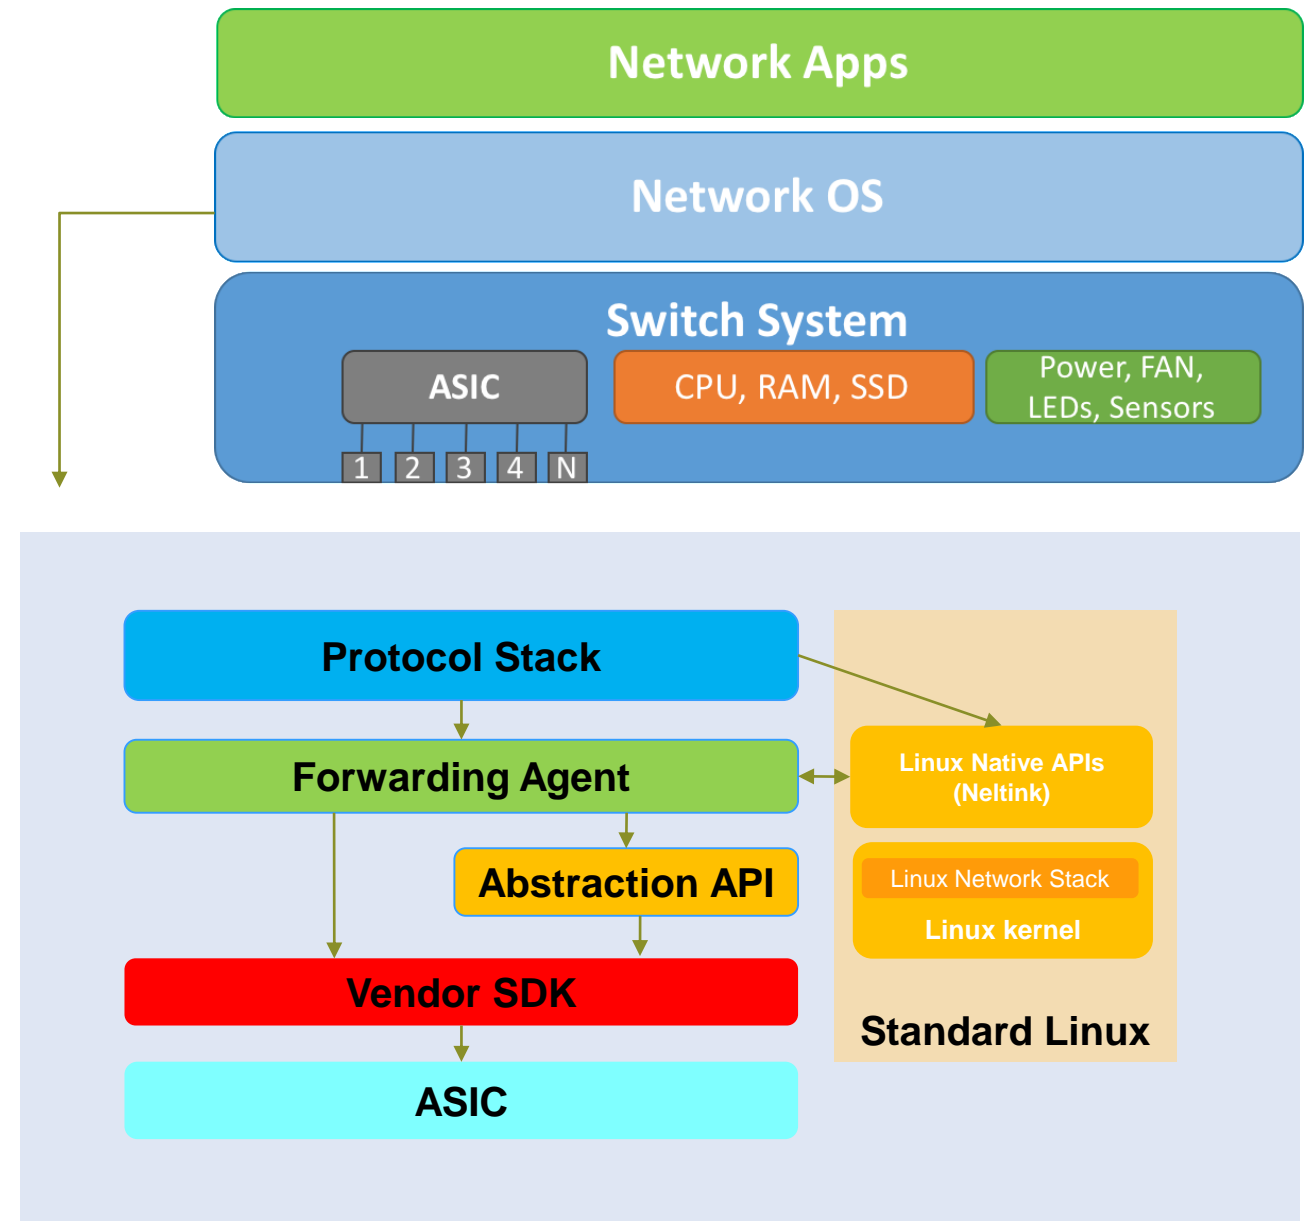 Network Apps
Network OS
Switch System
ASIC
CPU, RAM, SSD
Power, FAN,
LEDs, Sensors
1 2 3 4 N
Protocol Stack
Forwarding Agent
Linux Native APIs
(Neltink)
Abstraction API
Linux Network Stack
Linux kernel
Vendor SDK
Standard Linux
ASIC